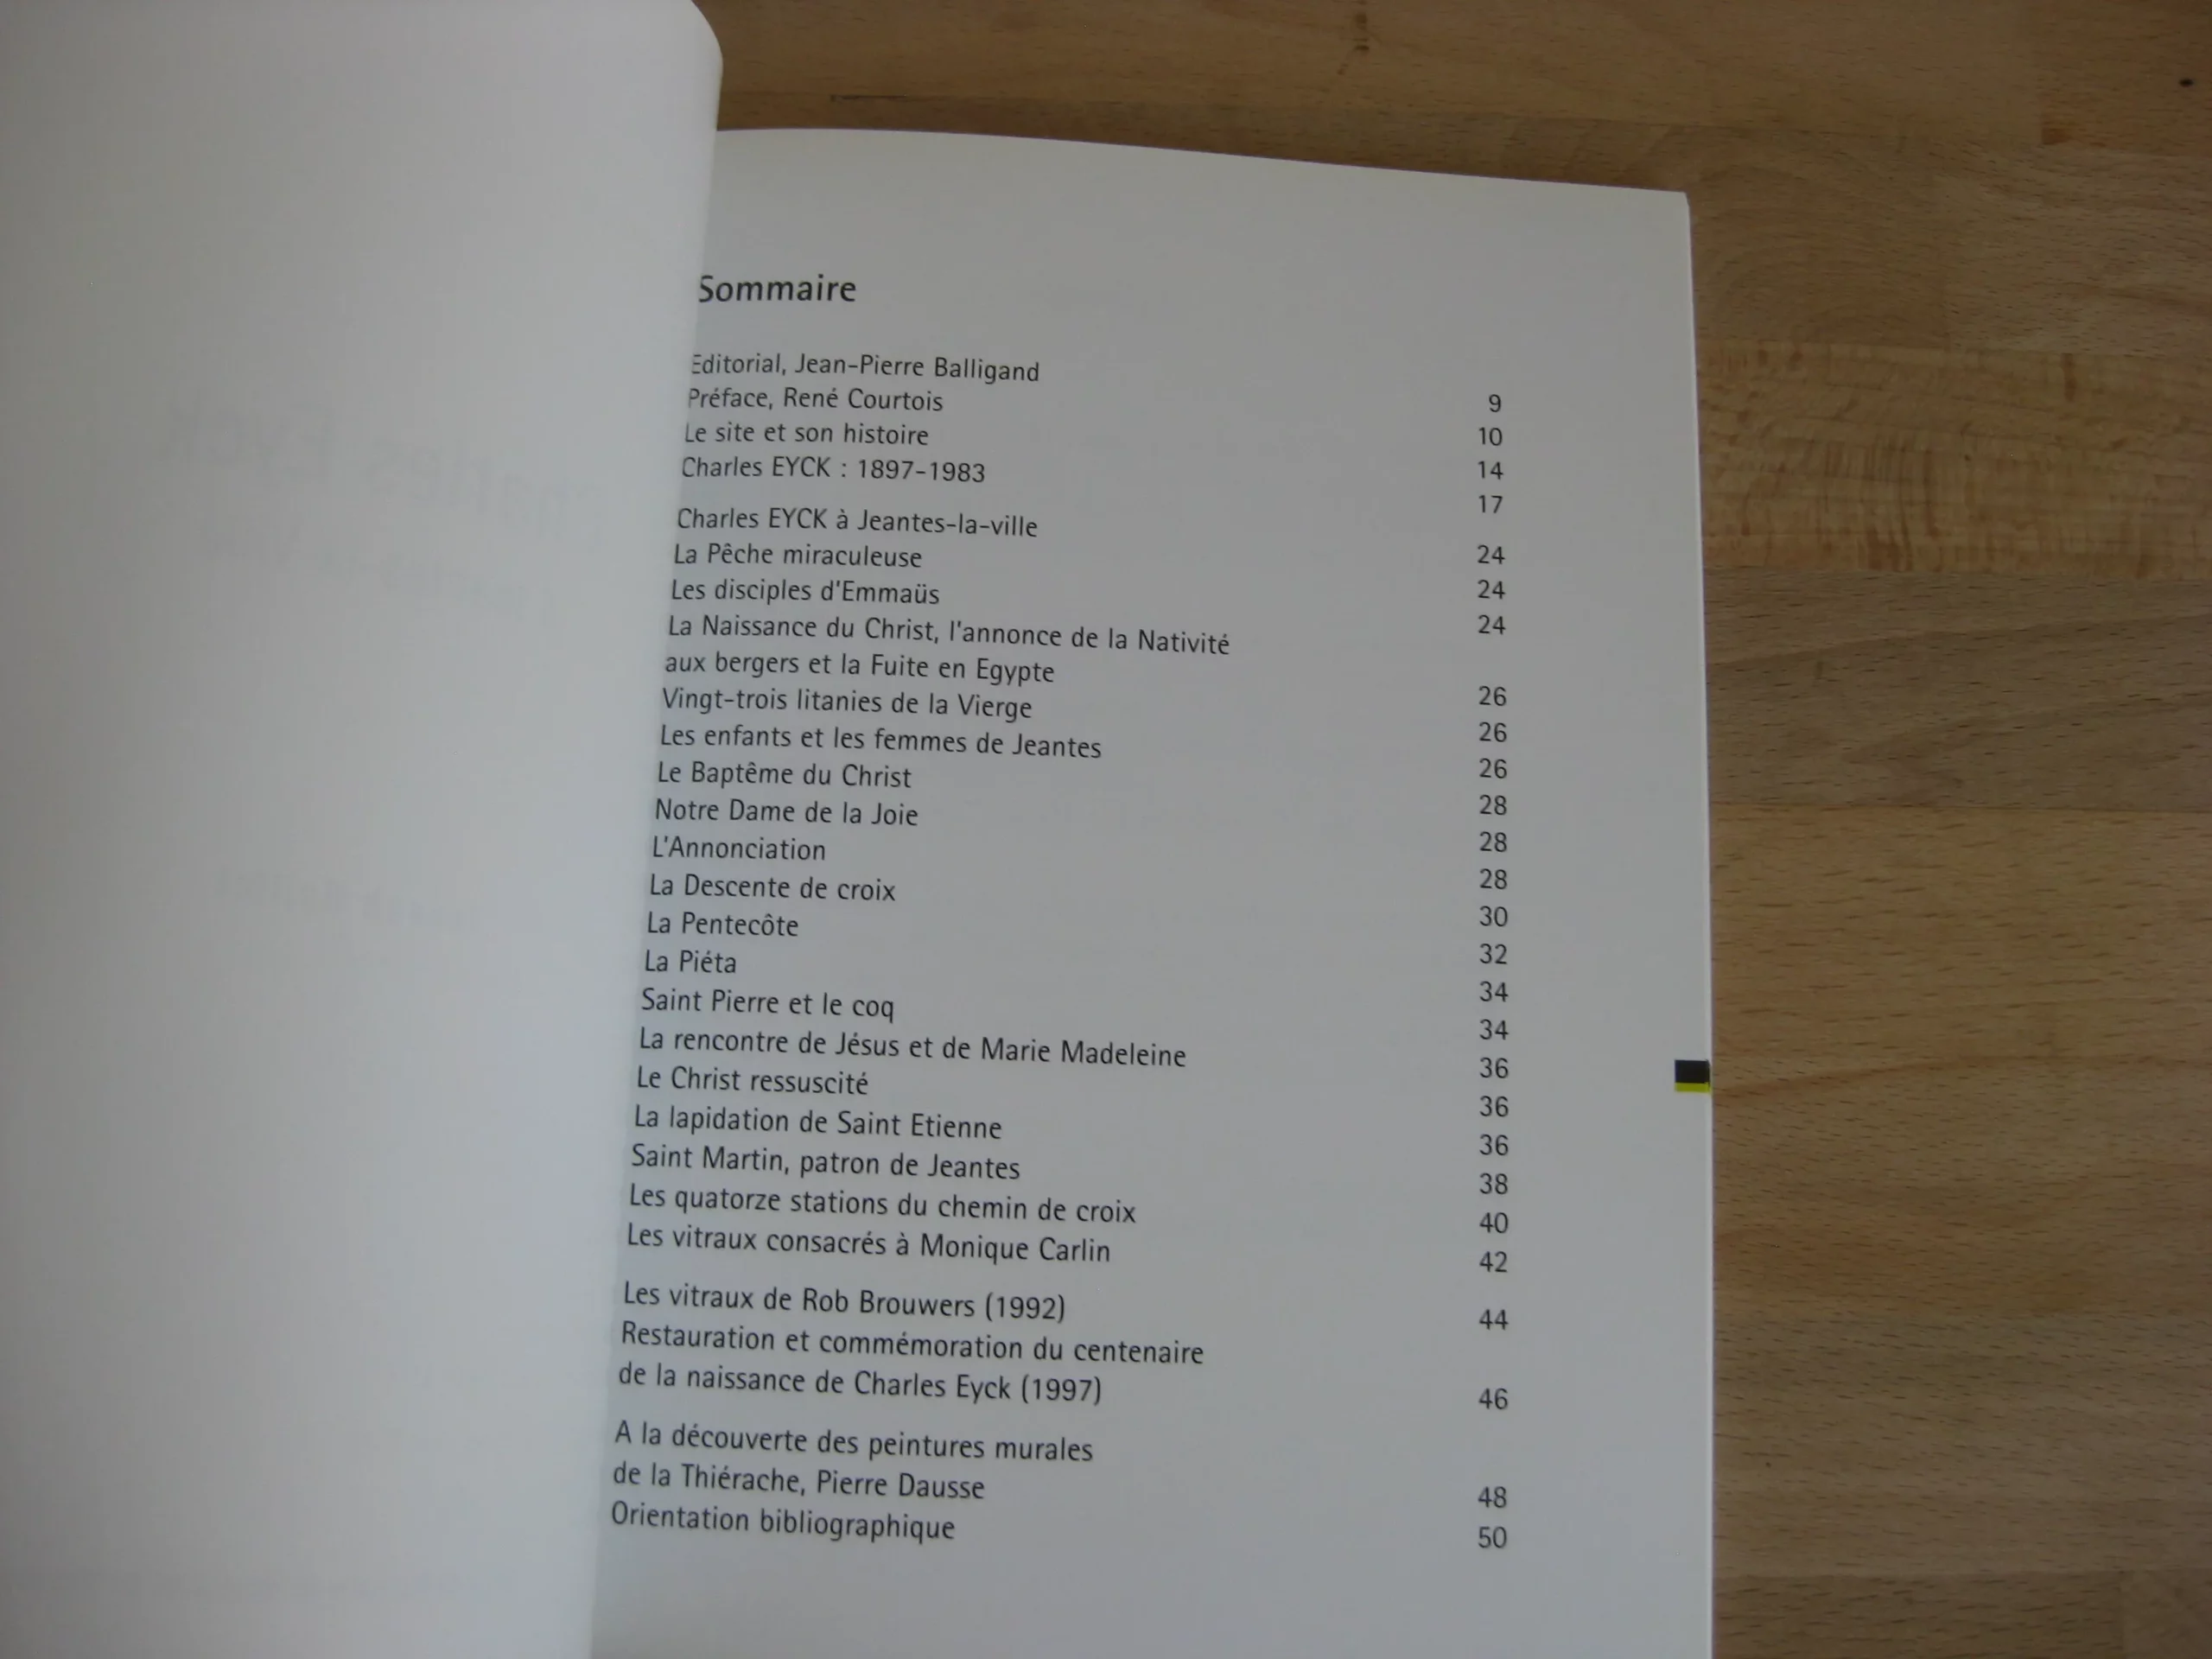 Sommaire
Editorial, Jean-Pierre Balligand 9
Préface, René Courtois 10
Le site et son histoire 14
Charles EYCK : 1897-1983 17
Charles EYCK à Jeantes-la-ville 24
La Pêche miraculeuse 24
Les disciples d'Emmaüs 24
La Naissance du Christ, l'annonce de la Nativité
aux bergers et la Fuite en Egypte 26
Vingt-trois litanies de la Vierge 26
Les enfants et les femmes de Jeantes 26
Le Baptême du Christ 28
Notre Dame de la Joie 28
L'Annonciation 28
La Descente de croix 30
La Pentecôte 32
La Piéta 34
Saint Pierre et le coq 34
La rencontre de Jésus et de Marie Madeleine 36
Le Christ ressuscité 36
La lapidation de Saint Etienne 36
Saint Martin, patron de Jeantes 38
Les quatorze stations du chemin de croix 40
Les vitraux consacrés à Monique Carlin 42
Les vitraux de Rob Brouwers (1992) 44
Restauration et commémoration du centenaire
de la naissance de Charles Eyck (1997) 46
A la découverte des peintures murales
de la Thiérache, Pierre Dausse 48
Orientation bibliographique 50